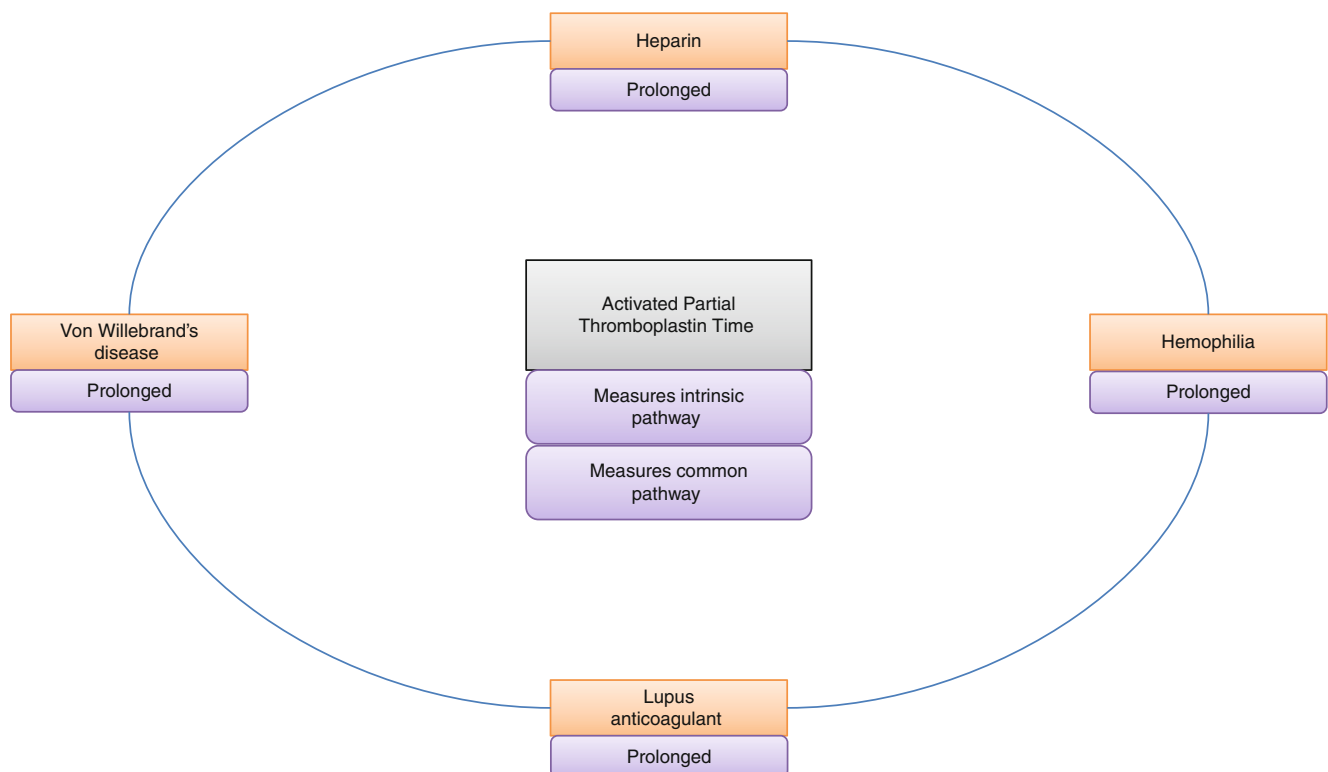 Heparin
Prolonged
Activated Partial
Thromboplastin Time
Measures intrinsic
pathway
Measures common
pathway
Von Willebrand's
disease
Prolonged
Hemophilia
Prolonged
Lupus
anticoagulant
Prolonged